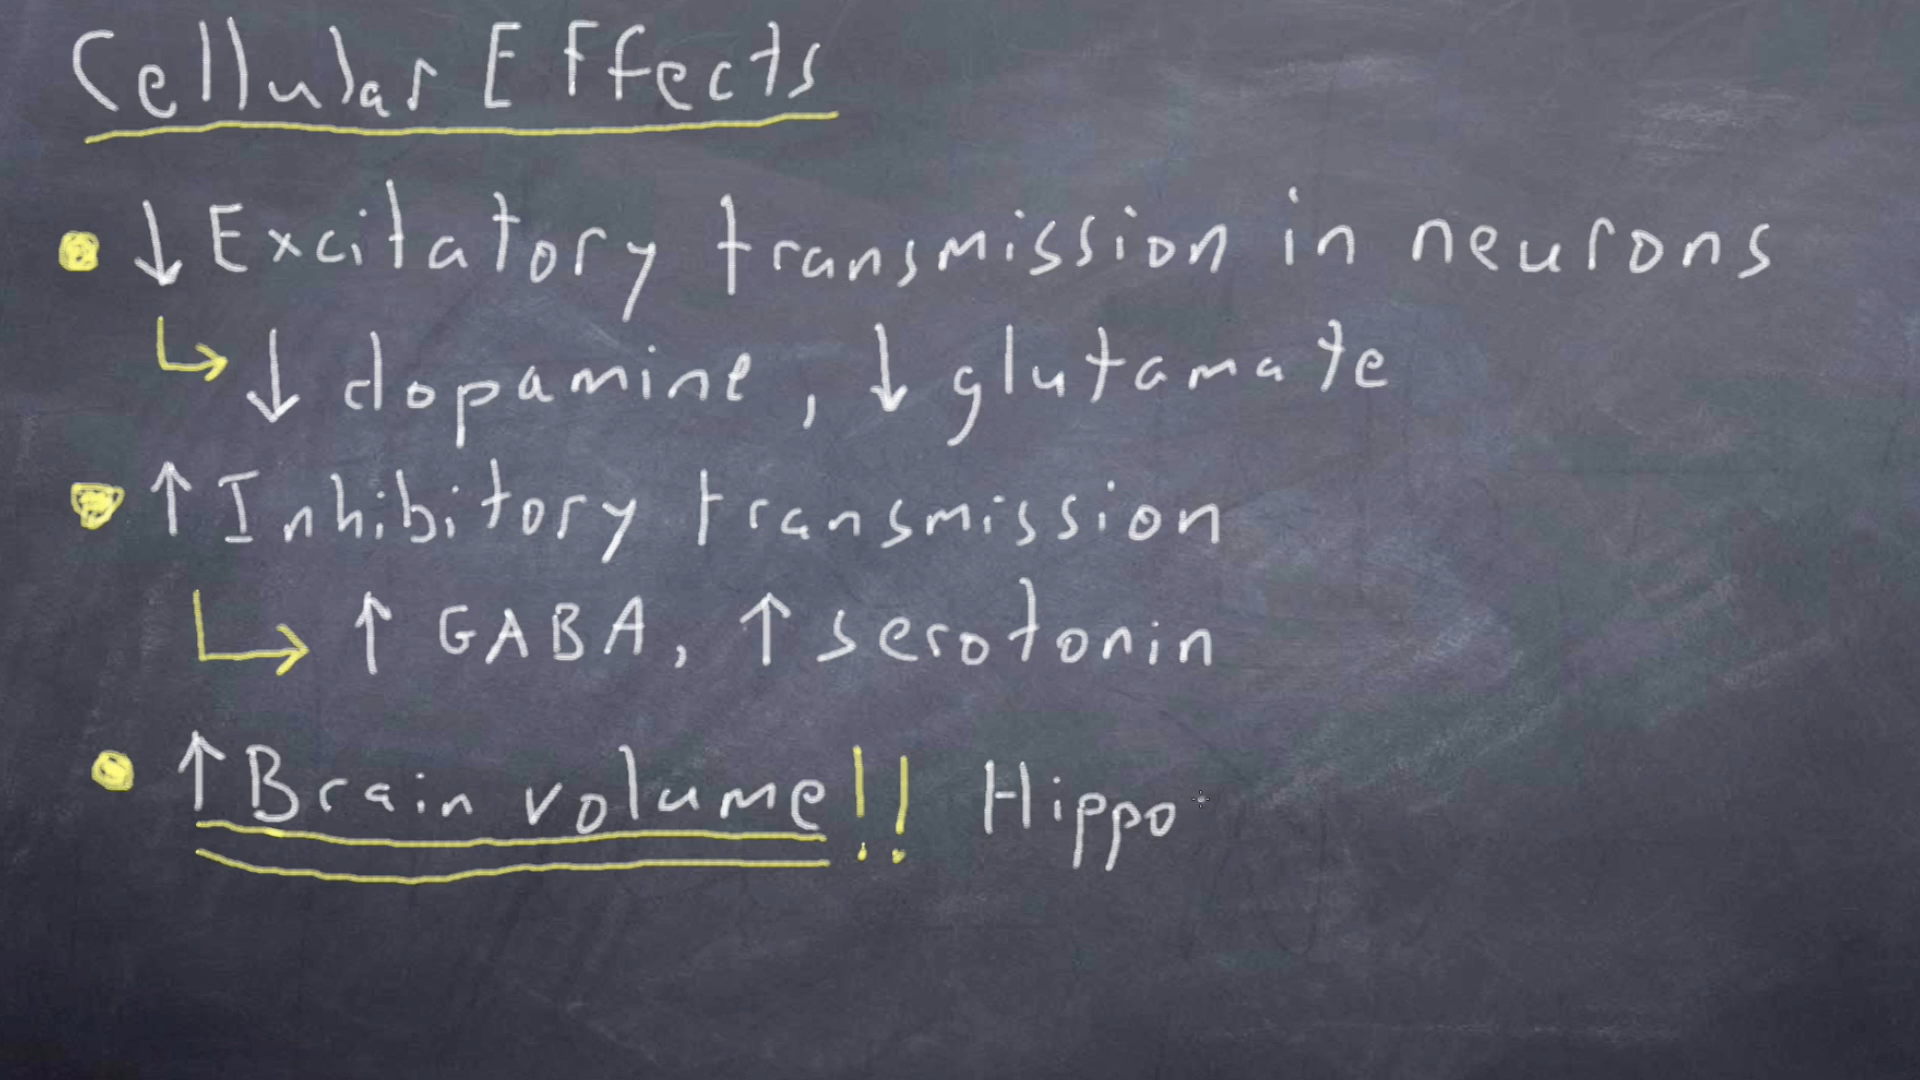 Cellular Effects
↓ Excitatory transmission in neurons
↓ dopamine, ↓ glutamate
↑ Inhibitory transmission
↑ GABA, ↑ serotonin
↑ Brain volume!! Hippo